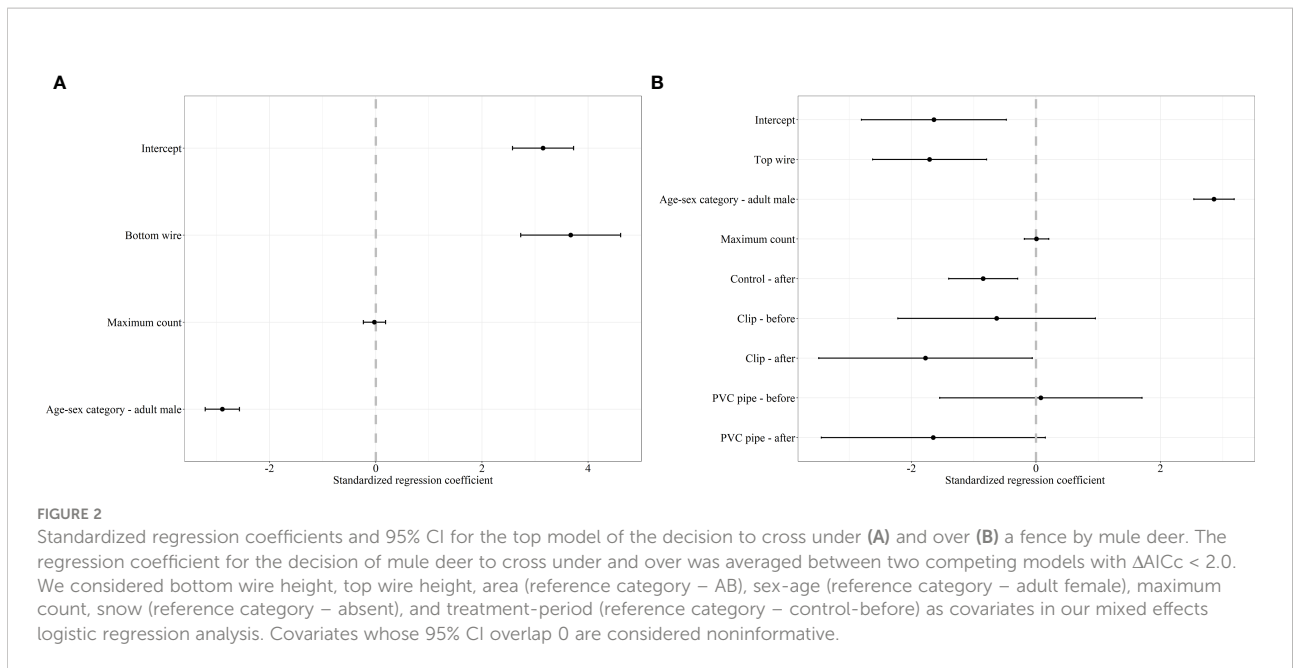 A
Intercept
Bottom wire
Maximum count
Age-sex category - adult male
-2
0
2
4
Standardized regression coefficient
B
Intercept
Top wire
Age-sex category - adult male
Maximum count
Control - after
Clip - before
Clip - after
PVC pipe - before
PVC pipe - after
-2
0
2
Standardized regression coefficient
FIGURE 2
Standardized regression coefficients and 95% CI for the top model of the decision to cross under (A) and over (B) a fence by mule deer. The
regression coefficient for the decision of mule deer to cross under and over was averaged between two competing models with ΔAICc < 2.0.
We considered bottom wire height, top wire height, area (reference category – AB), sex-age (reference category – adult female), maximum
count, snow (reference category – absent), and treatment-period (reference category – control-before) as covariates in our mixed effects
logistic regression analysis. Covariates whose 95% CI overlap 0 are considered noninformative.